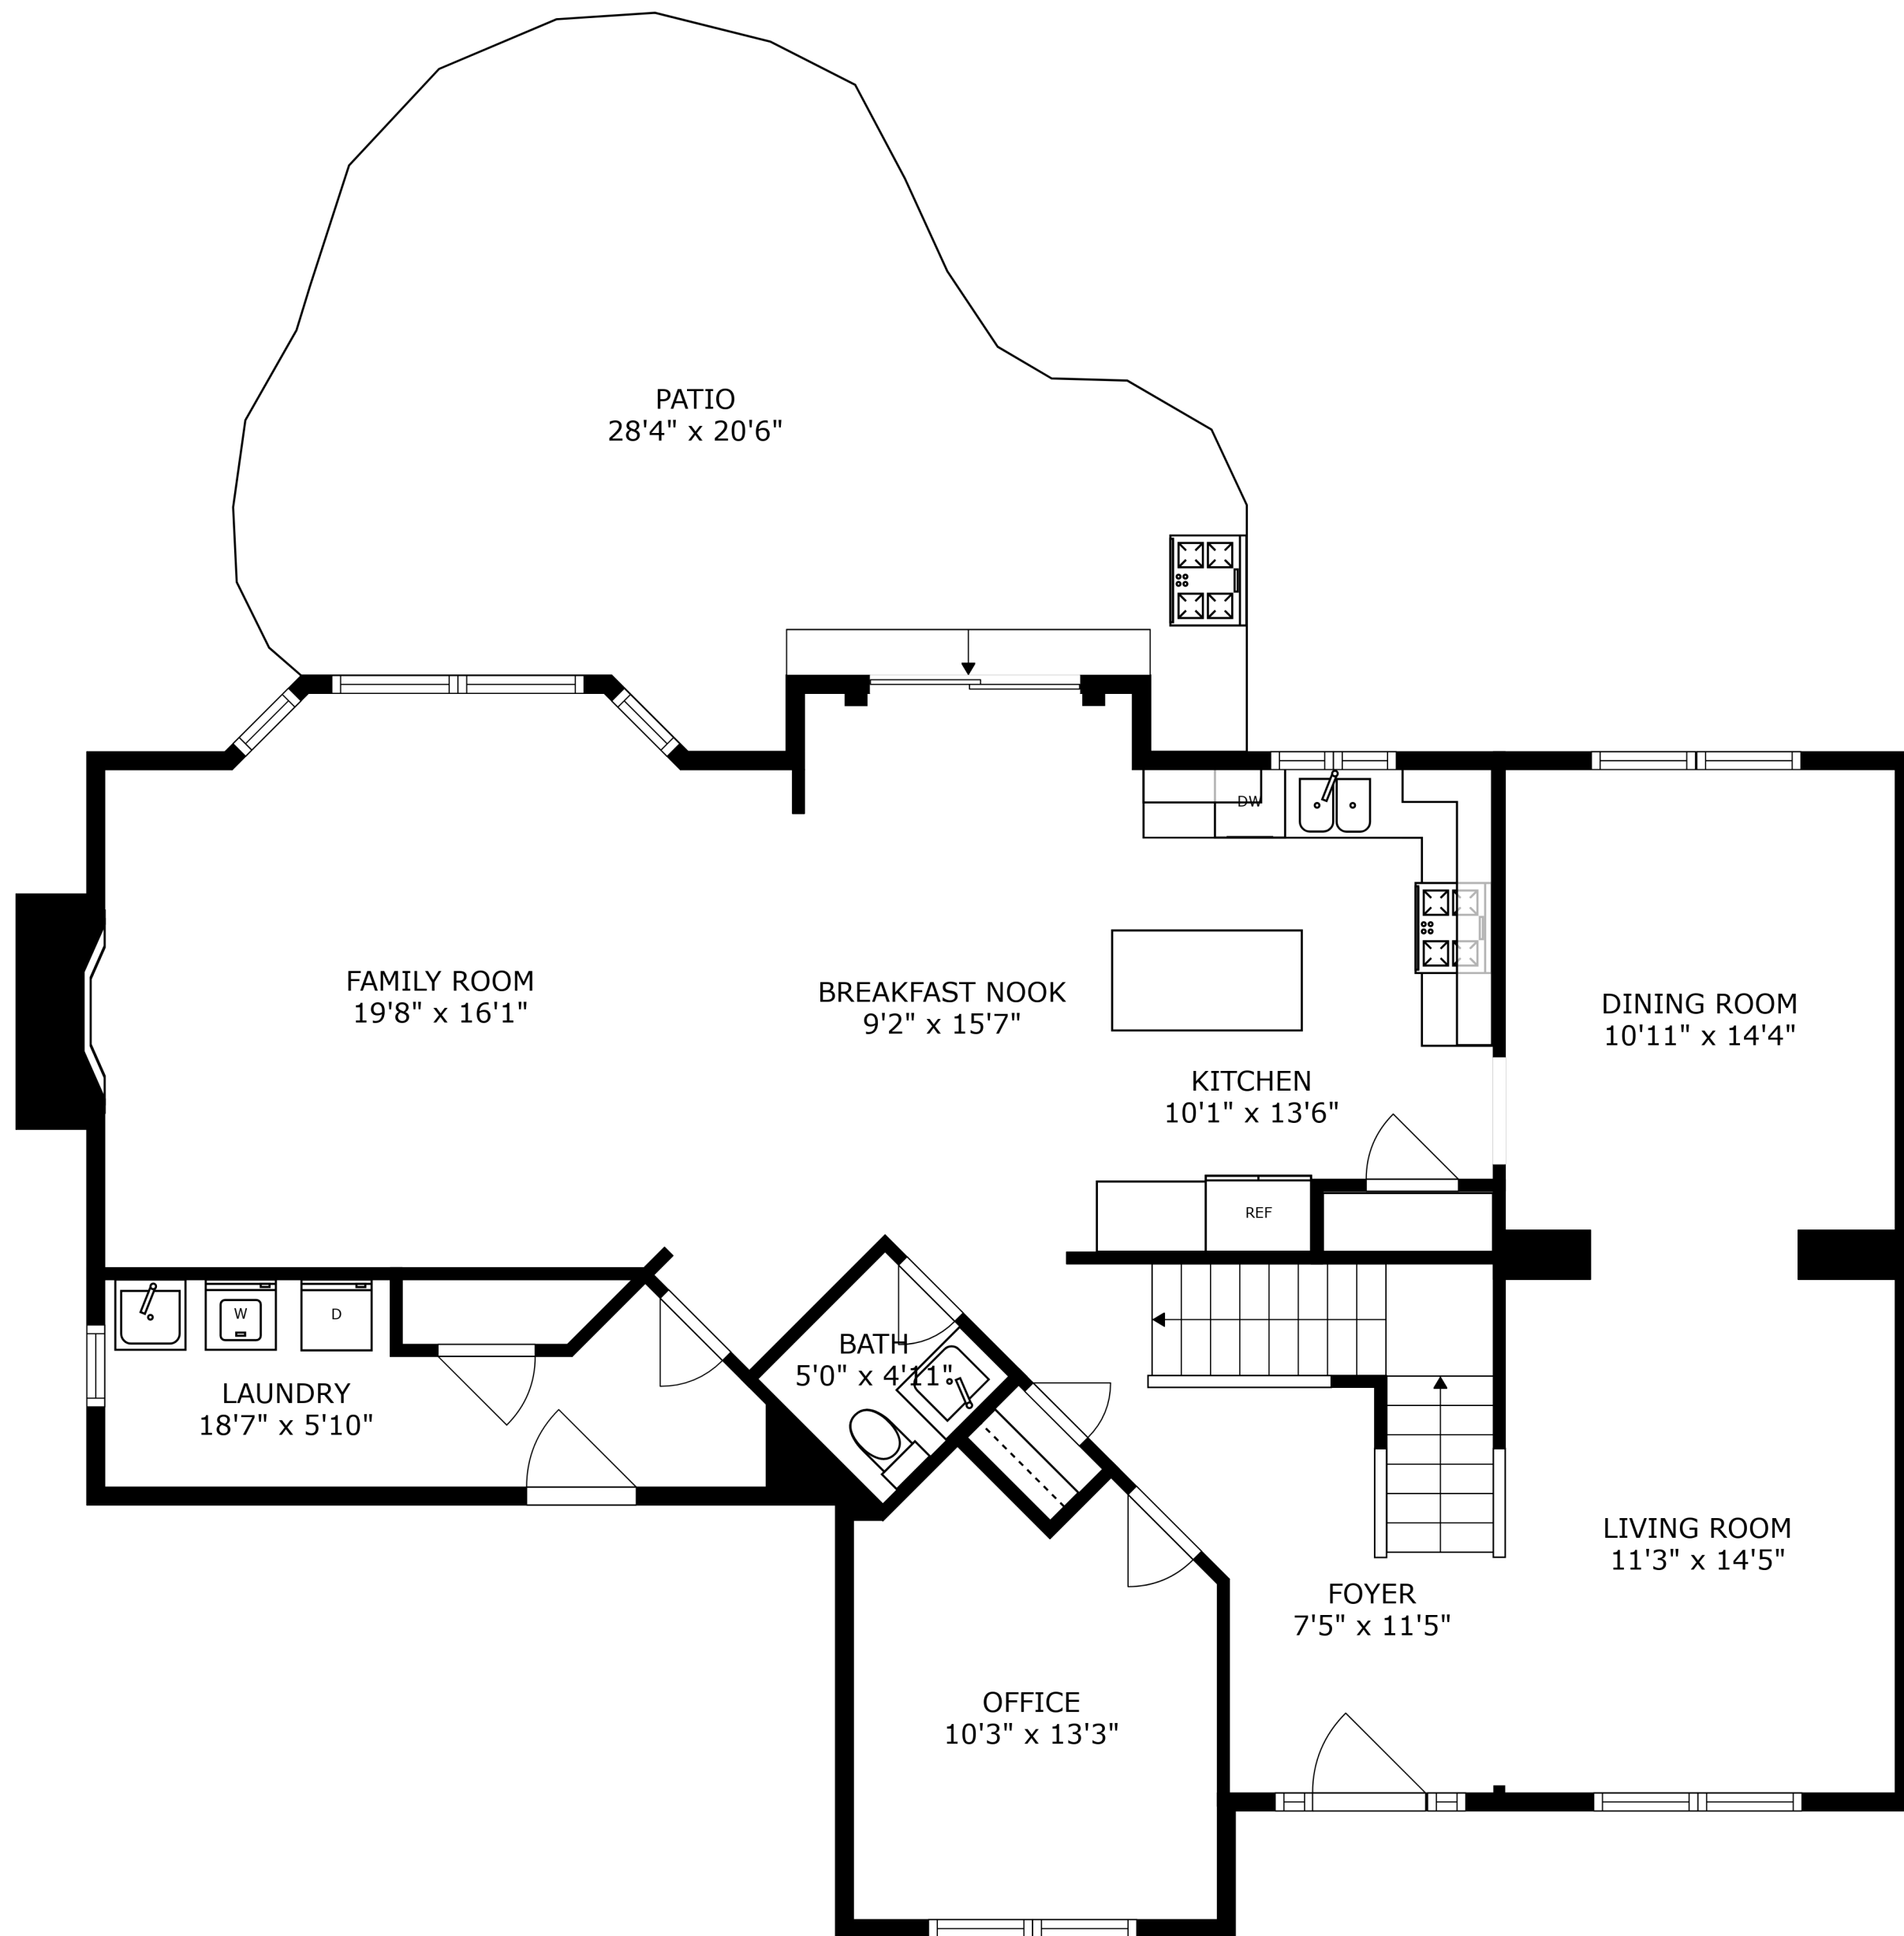 PATIO
28'4" x 20'6"
DW
FAMILY ROOM
19'8" x 16'1"
BREAKFAST NOOK
9'2" x 15'7"
DINING ROOM
10'11" x 14'4"
KITCHEN
10'1" x 13'6"
REF
W
D
BATH
5'0" x 4'11"
LAUNDRY
18'7" x 5'10"
LIVING ROOM
11'3" x 14'5"
FOYER
7'5" x 11'5"
OFFICE
10'3" x 13'3"